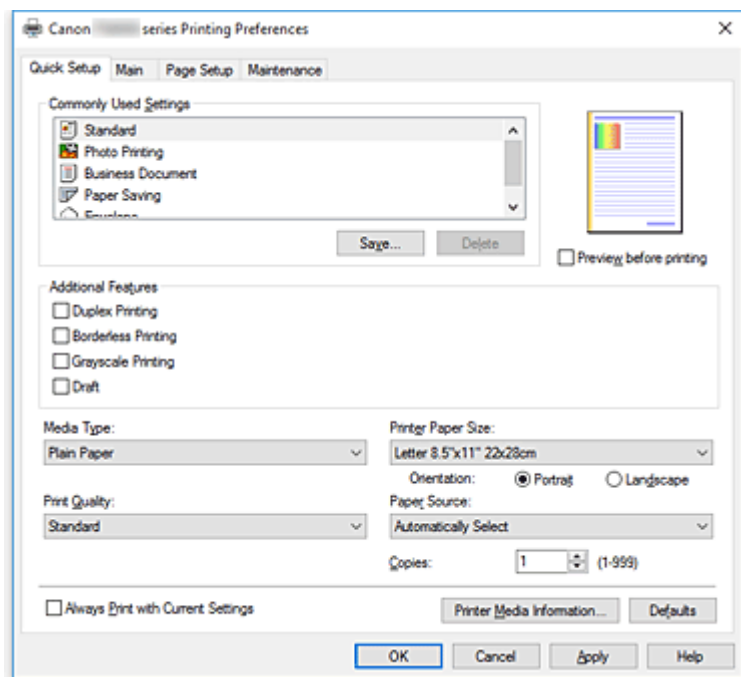 Canon series Printing Preferences
Quick Setup Main Page Setup Maintenance
Commonly Used Settings
Standard
Photo Printing
Business Document
Paper Saving
Envelope
Save... Delete
Preview before printing
Additional Features
Duplex Printing
Borderless Printing
Grayscale Printing
Draft
Media Type: Printer Paper Size:
Plain Paper Letter 8.5"x11" 22x28cm
Orientation: Portrait Landscape
Print Quality: Paper Source:
Standard Automatically Select
Copies: 1 (1-999)
Always Print with Current Settings Printer Media Information... Defaults
OK Cancel Apply Help